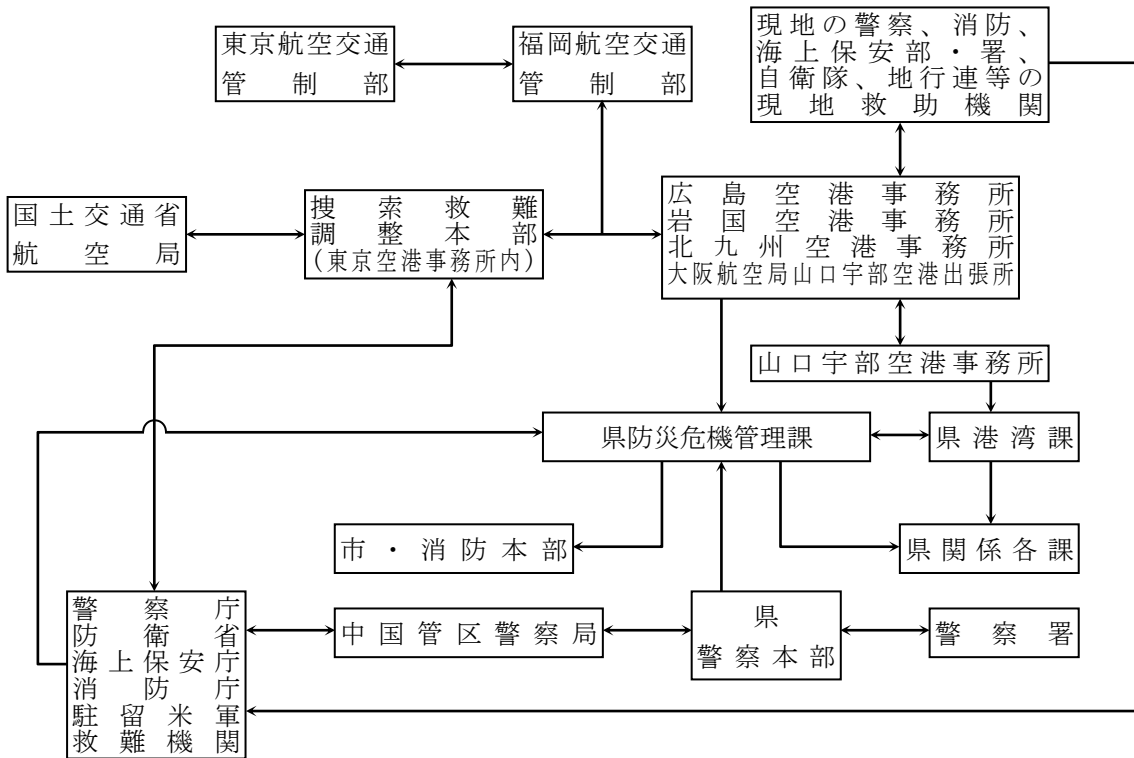 東京航空交通
管制部
福岡航空交通
管制部
現地の警察、消防、
海上保安部・署、
自衛隊、地行連等の
現地救助機関
国土交通省
航空局
捜索救難
調整本部
(東京空港事務所内)
広島空港事務所
岩国空港事務所
北九州空港事務所
大阪航空局山口宇部空港出張所
山口宇部空港事務所
県防災危機管理課
県港湾課
市・消防本部
県関係各課
警察庁
防衛省
海上保安庁
消防庁
駐留米軍
救難機関
中国管区警察局
県
警察本部
警察署